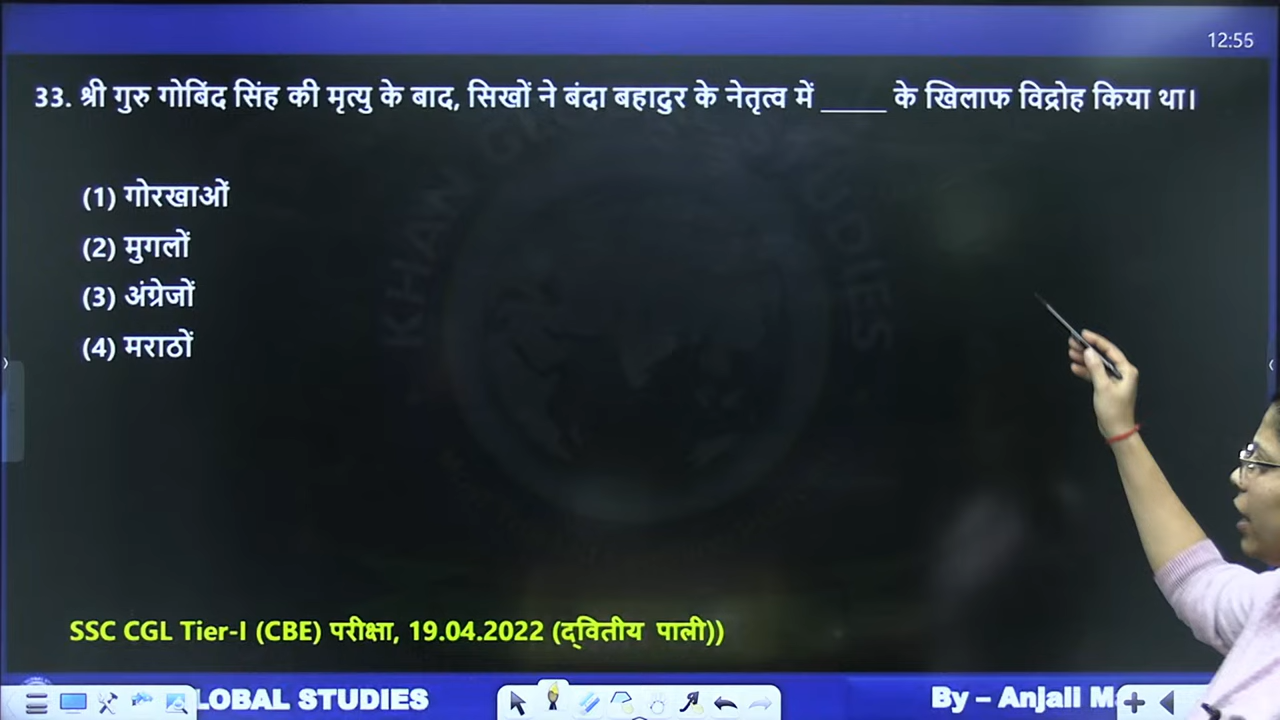 12:55
33. श्री गुरु गोबिंद सिंह की मृत्यु के बाद, सिखों ने बंदा बहादुर के नेतृत्व में _____ के खिलाफ विद्रोह किया था।
(1) गोरखाओं
(2) मुगलों
(3) अंग्रेजों
(4) मराठों
SSC CGL Tier-I (CBE) परीक्षा, 19.04.2022 (द्वितीय पाली))
LOBAL STUDIES
By – Anjali